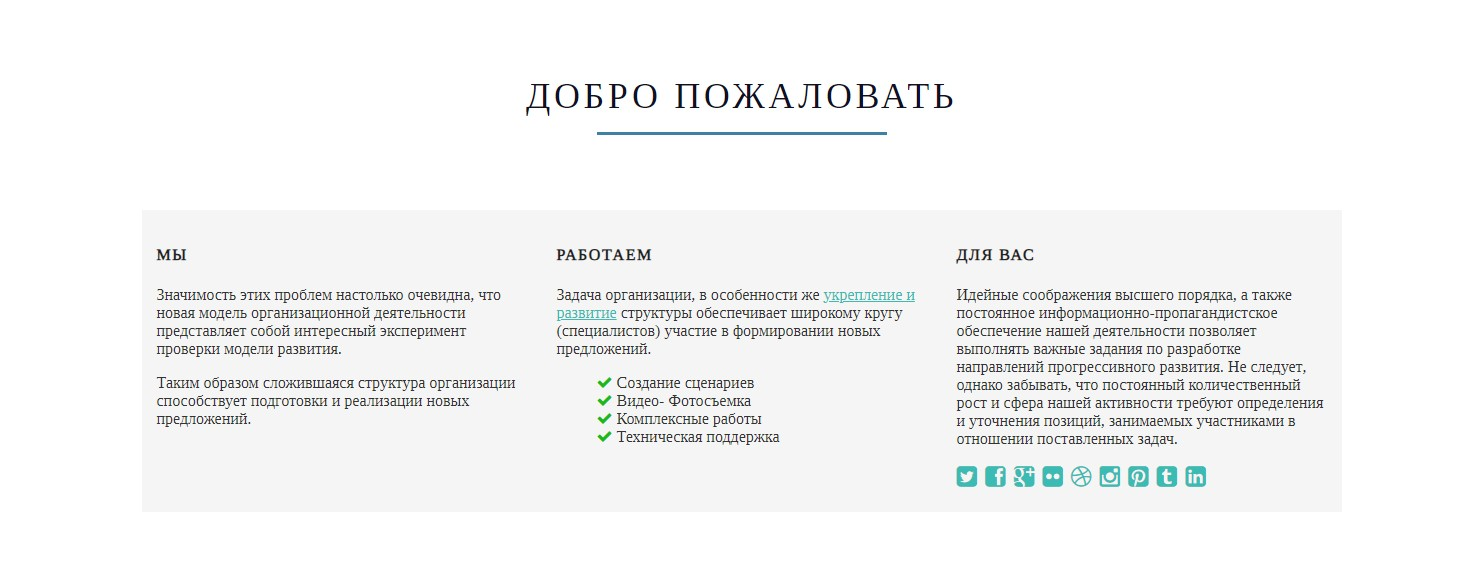 ДОБРО ПОЖАЛОВАТЬ
МЫ
Значимость этих проблем настолько очевидна, что
новая модель организационной деятельности
представляет собой интересный эксперимент
проверки модели развития.
Таким образом сложившаяся структура организации
способствует подготовки и реализации новых
предложений.
РАБОТАЕМ
Задача организации, в особенности же укрепление и
развитие структуры обеспечивает широкому кругу
(специалистов) участие в формировании новых
предложений.
Создание сценариев
Видео- Фотосъемка
Комплексные работы
Техническая поддержка
ДЛЯ ВАС
Идейные соображения высшего порядка, а также
постоянное информационно-пропагандистское
обеспечение нашей деятельности позволяет
выполнять важные задания по разработке
направлений прогрессивного развития. Не следует,
однако забывать, что постоянный количественный
рост и сфера нашей активности требуют определения
и уточнения позиций, занимаемых участниками в
отношении поставленных задач.